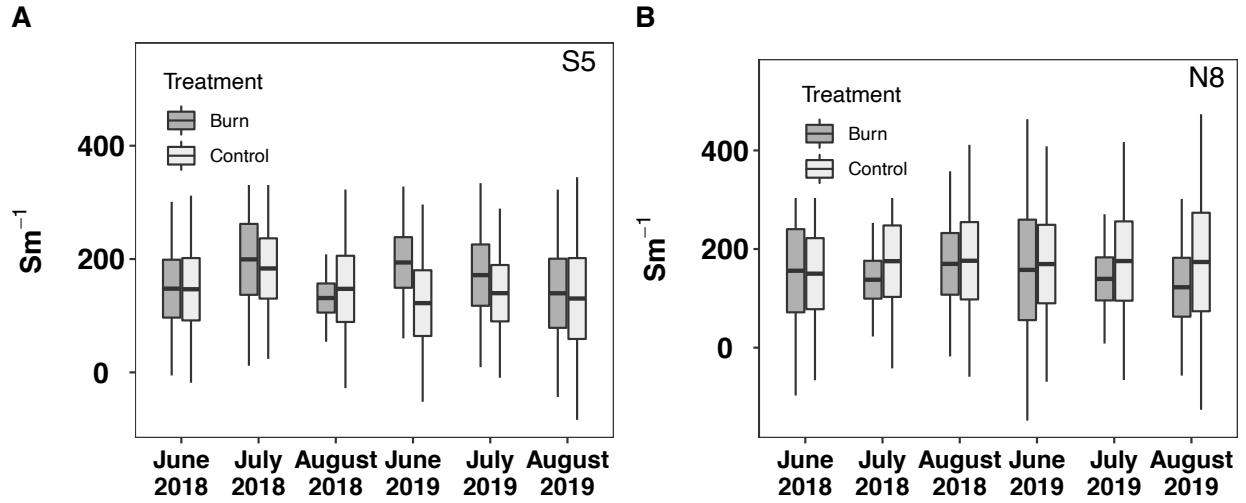 A
S5
Treatment
Burn
Control
400
200
0
Sm⁻¹
June 2018
July 2018
August 2018
June 2019
July 2019
August 2019
B
N8
Treatment
Burn
Control
400
200
0
Sm⁻¹
June 2018
July 2018
August 2018
June 2019
July 2019
August 2019